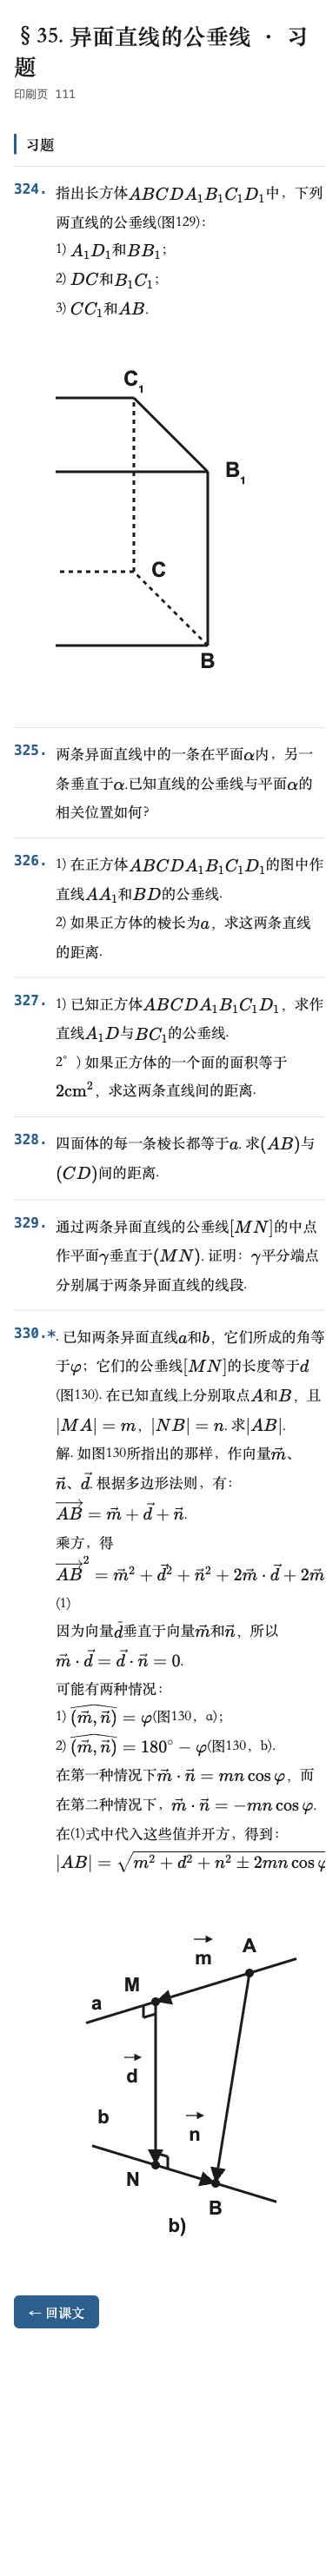 §35. 异面直线的公垂线 · 习
题
印刷页 111
习题
324. 指出长方体ABCDA₁B₁C₁D₁中，下列
两直线的公垂线(图129)：
1) A₁D₁和BB₁；
2) DC和B₁C₁；
3) CC₁和AB.
C₁
B₁
C
B
325. 两条异面直线中的一条在平面α内，另一
条垂直于α.已知直线的公垂线与平面α的
相关位置如何?
326. 1) 在正方体ABCDA₁B₁C₁D₁的图中作
直线AA₁和BD的公垂线.
2) 如果正方体的棱长为a，求这两条直线
的距离.
327. 1) 已知正方体ABCDA₁B₁C₁D₁，求作
直线A₁D与BC₁的公垂线.
2°）如果正方体的一个面的面积等于
2cm²，求这两条直线间的距离.
328. 四面体的每一条棱长都等于a. 求(AB)与
(CD)间的距离.
329. 通过两条异面直线的公垂线[MN]的中点
作平面γ垂直于(MN). 证明：γ平分端点
分别属于两条异面直线的线段.
330.*. 已知两条异面直线a和b，它们所成的角等
于φ；它们的公垂线[MN]的长度等于d
(图130). 在已知直线上分别取点A和B，且
|MA| = m，|NB| = n. 求|AB|.
解. 如图130所指出的那样，作向量m⃗、
n⃗、d⃗. 根据多边形法则，有：
AB⃗ = m⃗ + d⃗ + n⃗.
乘方，得
AB⃗² = m⃗² + d⃗² + n⃗² + 2m⃗ · d⃗ + 2m⃗
(1)
因为向量d⃗垂直于向量m⃗和n⃗，所以
m⃗ · d⃗ = d⃗ · n⃗ = 0.
可能有两种情况：
1) (m⃗, n⃗)^ = φ(图130，a)；
2) (m⃗, n⃗)^ = 180° − φ(图130，b).
在第一种情况下m⃗ · n⃗ = mn cos φ，而
在第二种情况下，m⃗ · n⃗ = −mn cos φ.
在(1)式中代入这些值并开方，得到：
|AB| = √m² + d² + n² ± 2mn cos φ
m⃗ A
M
a
d⃗
b
n⃗
N
B
b)
← 回课文